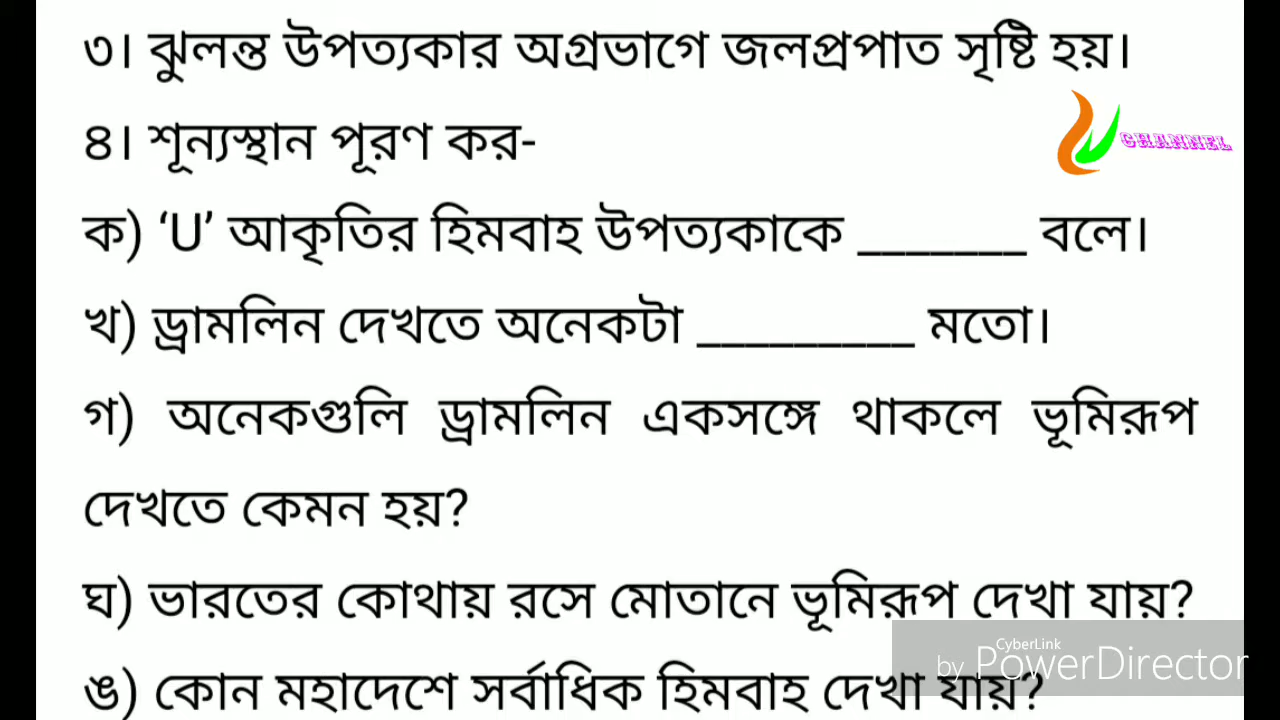 ৩। ঝুলন্ত উপত্যকার অগ্রভাগে জলপ্রপাত সৃষ্টি হয়।
CHANNEL
৪। শূন্যস্থান পূরণ কর-
ক) ‘U’ আকৃতির হিমবাহ উপত্যকাকে _______ বলে।
খ) ড্রামলিন দেখতে অনেকটা _________ মতো।
গ) অনেকগুলি ড্রামলিন একসঙ্গে থাকলে ভূমিরূপ
দেখতে কেমন হয়?
ঘ) ভারতের কোথায় রসে মোতানে ভূমিরূপ দেখা যায়?
CyberLink
by PowerDirector
ঙ) কোন মহাদেশে সর্বাধিক হিমবাহ দেখা যায়?